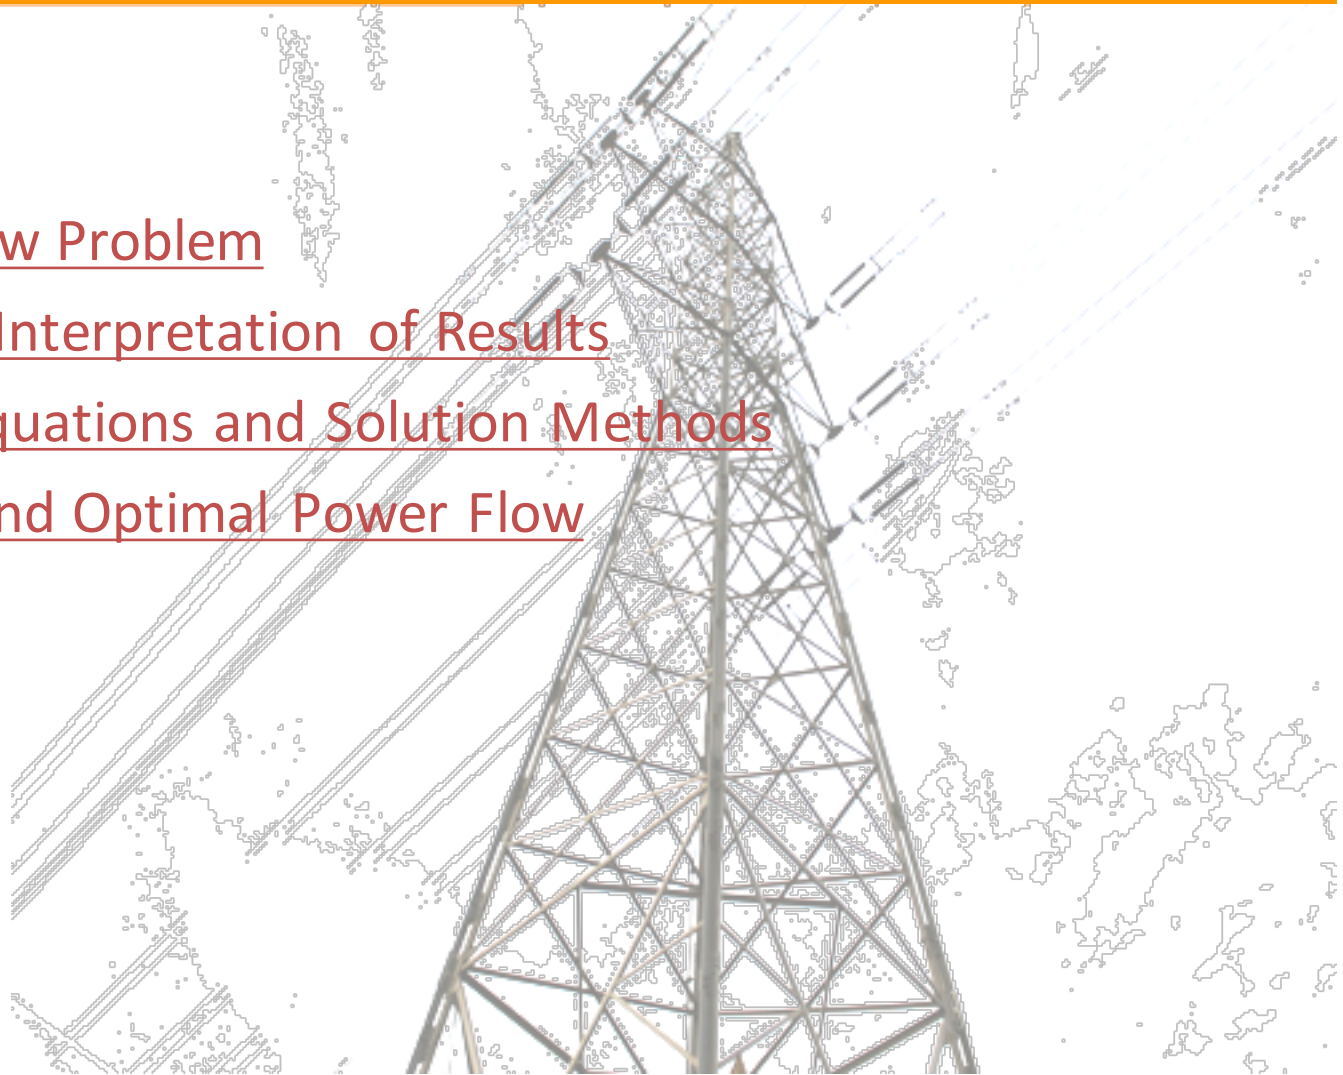 w Problem
Interpretation of Results
quations and Solution Methods
nd Optimal Power Flow